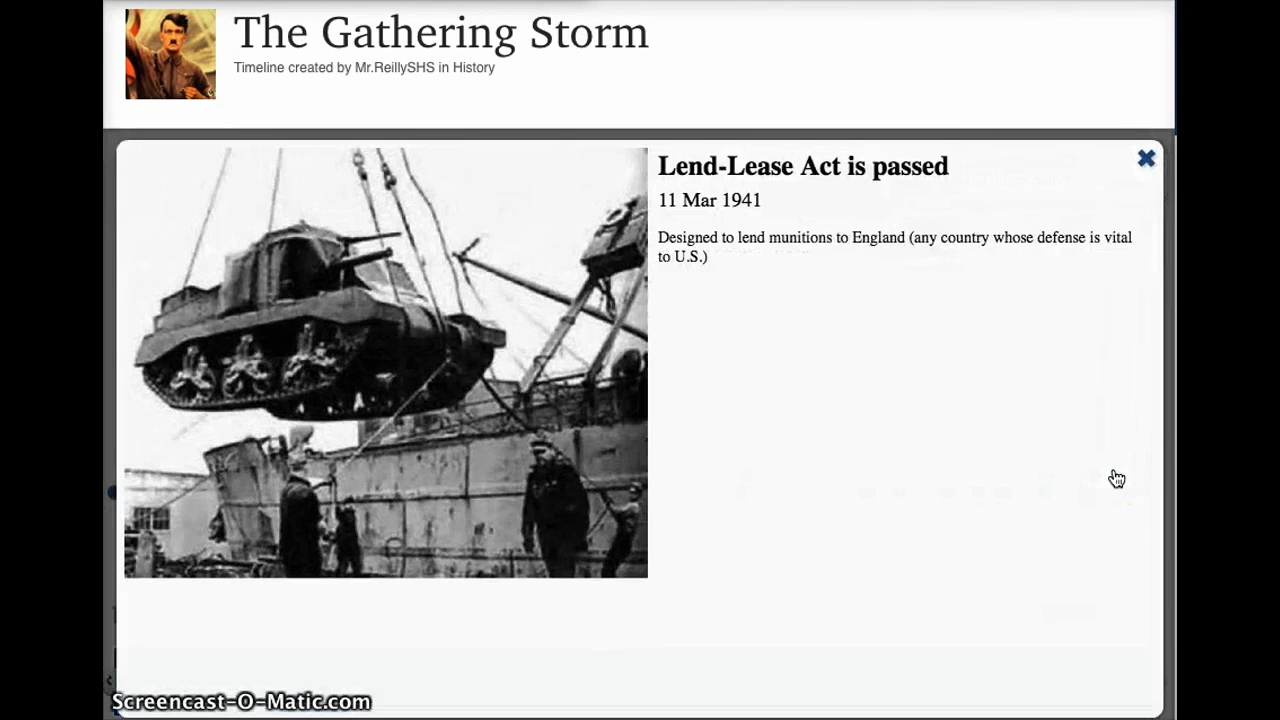 The Gathering Storm
Timeline created by Mr.ReillySHS in History
Lend-Lease Act is passed
11 Mar 1941
Designed to lend munitions to England (any country whose defense is vital
to U.S.)
Screencast-O-Matic.com